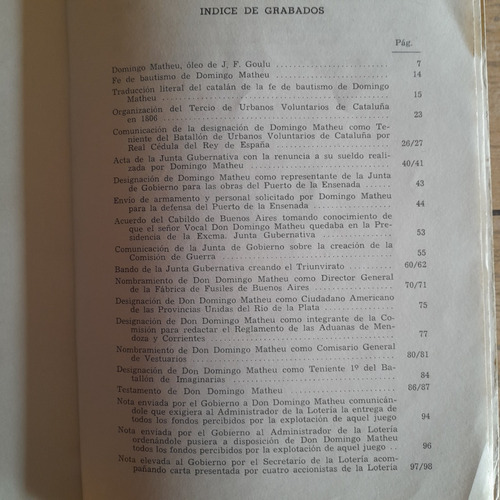 INDICE DE GRABADOS
Pág.
Domingo Matheu, óleo de J. F. Goulu . . . . . . . . . . . . . . . . . 7
Fe de bautismo de Domingo Matheu . . . . . . . . . . . . . . . . . 14
Traducción literal del catalán de la fe de bautismo de Domingo
Matheu . . . . . . . . . . . . . . . . . 15
Organización del Tercio de Urbanos Voluntarios de Cataluña
en 1806 . . . . . . . . . . . . . . . . . 23
Comunicación de la designación de Domingo Matheu como Te-
niente del Batallón de Urbanos Voluntarios de Cataluña por
Real Cédula del Rey de España . . . . . . . . . . . . . . . . . 26/27
Acta de la Junta Gubernativa con la renuncia a su sueldo reali-
zada por Domingo Matheu . . . . . . . . . . . . . . . . . 40/41
Designación de Domingo Matheu como representante de la Junta
de Gobierno para las obras del Puerto de la Ensenada . . 43
Envío de armamento y personal solicitado por Domingo Matheu
para la defensa del Puerto de la Ensenada . . . . . . . . . . 44
Acuerdo del Cabildo de Buenos Aires tomando conocimiento de
que el señor Vocal Don Domingo Matheu quedaba en la Pre-
sidencia de la Excma. Junta Gubernativa . . . . . . . . . . 53
Comunicación de la Junta de Gobierno sobre la creación de la
Comisión de Guerra . . . . . . . . . . . . . . . . . 55
Bando de la Junta Gubernativa creando el Triunvirato . . . . . 60/62
Nombramiento de Don Domingo Matheu como Director General
de la Fábrica de Fusiles de Buenos Aires . . . . . . . . . . 70/71
Designación de Don Domingo Matheu como Ciudadano Americano
de las Provincias Unidas del Río de la Plata . . . . . . . . 75
Designación de Don Domingo Matheu como integrante de la Co-
misión para redactar el Reglamento de las Aduanas de Men-
doza y Corrientes . . . . . . . . . . . . . . . . . 77
Nombramiento de Don Domingo Matheu como Comisario General
de Vestuarios . . . . . . . . . . . . . . . . . 80/81
Designación de Don Domingo Matheu como Teniente 1º del Ba-
tallón de Imaginarias . . . . . . . . . . . . . . . . . 84
Testamento de Don Domingo Matheu . . . . . . . . . . . . . . . . . 86/87
Nota enviada por el Gobierno a Don Domingo Matheu comunicán-
dole que exigiera al Administrador de la Lotería la entrega de
todos los fondos percibidos por la explotación de aquel juego 94
Nota enviada por el Gobierno al Administrador de la Lotería
ordenándole pusiera a disposición de Don Domingo Matheu
todos los fondos percibidos por la explotación de aquel juego . . 96
Nota elevada al Gobierno por el Secretario de la Lotería acom-
pañando carta presentada por cuatro accionistas de la Lotería 97/98